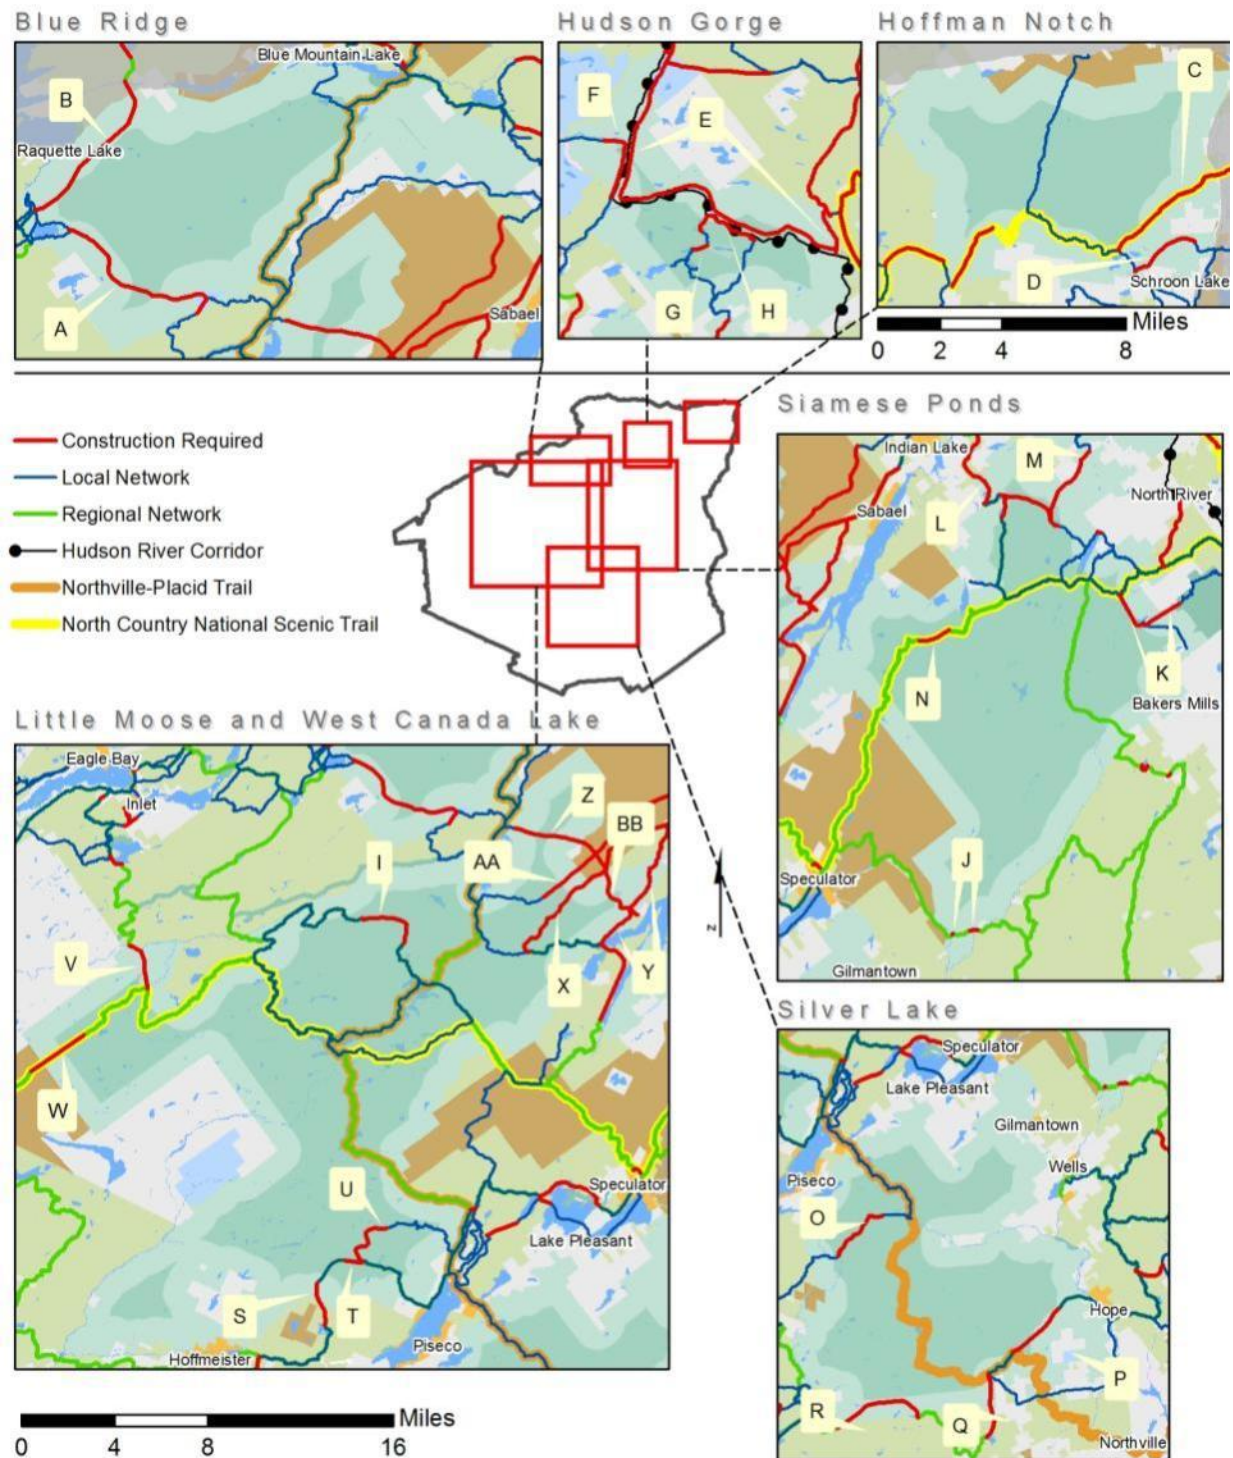 Blue Ridge
Hudson Gorge
Hoffman Notch
Blue Mountain Lake
B
Raquette Lake
A
Sabael
F
E
G
H
C
D
Schroon Lake
Miles
0 2 4 8
Construction Required
Local Network
Regional Network
Hudson River Corridor
Northville-Placid Trail
North Country National Scenic Trail
Siamese Ponds
Indian Lake
M
Sabael
L
North River
N
K
Bakers Mills
J
Speculator
Gilmantown
Little Moose and West Canada Lake
Eagle Bay
Inlet
Z
BB
I
AA
V
X
Y
W
U
Speculator
Lake Pleasant
S
T
Piseco
Hoffmeister
Miles
0 4 8 16
N
Silver Lake
Speculator
Lake Pleasant
Gilmantown
Wells
Piseco
O
Hope
P
R
Q
Northville